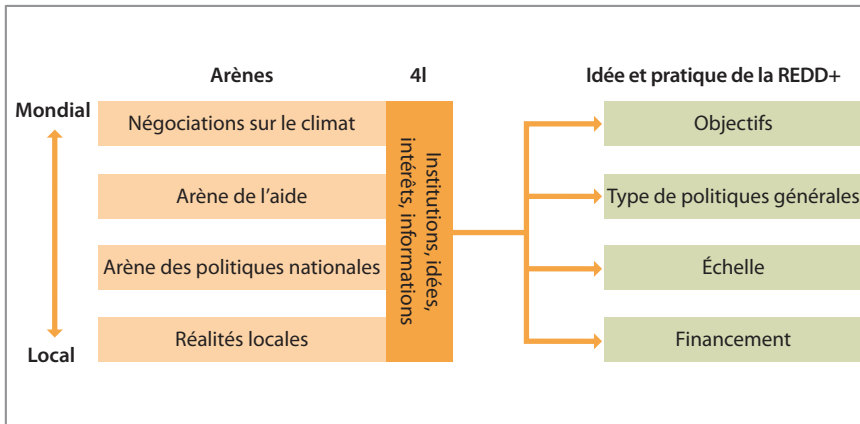 Arènes
4I
Idée et pratique de la REDD+
Mondial
Négociations sur le climat
Arène de l’aide
Arène des politiques nationales
Réalités locales
Local
Institutions, idées,
intérêts, informations
Objectifs
Type de politiques générales
Échelle
Financement